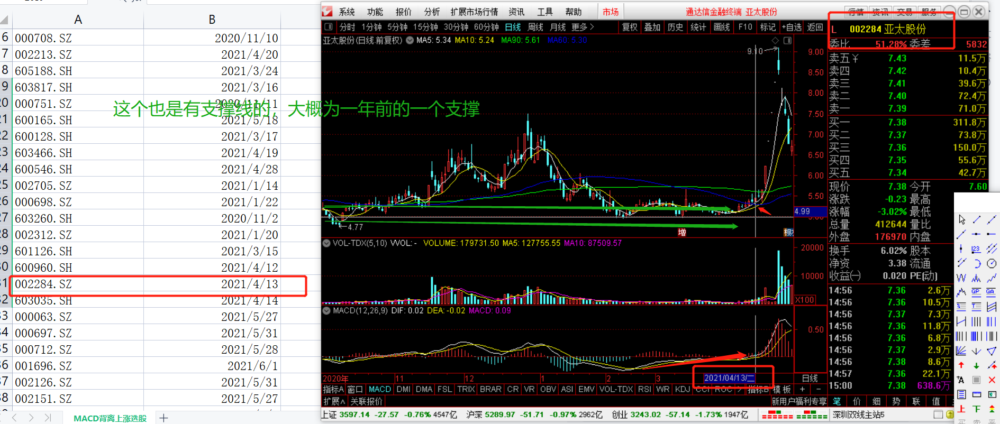 A B
6 000708.SZ 2020/11/10
7 002213.SZ 2021/4/20
8 605188.SH 2021/3/24
9 603817.SH 2021/3/16
20 000751.SZ 2020/11/11
这个也是有支撑线的，大概为一年前的一个支撑
21 600165.SH 2021/5/18
22 600128.SH 2021/3/17
23 603466.SH 2021/4/19
24 600546.SH 2021/4/28
25 002705.SZ 2021/1/14
26 000698.SZ 2021/1/22
27 603260.SH 2020/11/2
28 002312.SZ 2021/1/20
29 601126.SH 2021/3/15
30 600960.SH 2021/4/12
31 002284.SZ 2021/4/13
32 603035.SH 2021/4/14
33 000063.SZ 2021/5/27
34 000697.SZ 2021/5/31
35 000712.SZ 2021/5/28
36 001696.SZ 2021/6/1
37 002126.SZ 2021/5/31
38 002151.SZ 2021/5/27
MACD背离上涨选股
系统 功能 报价 分析 扩展市场行情 资讯 工具 帮助 市场 通达信金融终端 亚太股份 行情 资讯 交易 服务
分时 1分钟 5分钟 15分钟 30分钟 60分钟 日线 周线 月线 更多 复权 叠加 历史 统计 画线 F10 标记 +自选 返回
亚太股份(日线.前复权) MA5: 5.34 MA10: 5.24 MA90: 5.61 MA60: 5.30
9.10
9.00
8.50
8.00
7.50
7.00
6.50
6.00
5.50
4.99
4.77
增
VOL-TDX(5,10) VVOL: - VOLUME: 179731.50 MA5: 127755.55 MA10: 87509.57
20000
10000
X100
MACD(12,26,9) DIF: 0.02 DEA: -0.02 MACD: 0.09
0.50
2020年 11 12 1 2 3 2021/04/13/二 日线
指标A 窗口 MACD DMI DMA FSL TRIX BRAR CR VR OBV ASI EMV VOL-TDX RSI WR KDJ CCI ROC 指标B 模板 + -
扩展∧ 关联报价 新用户福利专享
上证 3597.14 -27.57 -0.76% 4547亿 沪深 5289.97 -51.71 -0.97% 2962亿 创业 3243.02 -57.14 -1.73% 1947亿 深圳双线主站5
L 002284 亚太股份
委比 51.28% 委差 5832
卖五 ¥ 7.43 11.5万
卖四 7.42 10.4万
卖三 7.41 39.6万
卖二 7.40 72.4万
卖一 7.39 71.0万
买一 7.38 311.8万
买二 7.37 73.8万
买三 7.36 150.0万
买四 7.35 55.6万
买五 7.34 42.7万
现价 7.38 今开 7.60
涨跌 -0.23 最高
涨幅 -3.02% 最低
总量 412644 量比
外盘 176970 内盘
换手 6.02% 股本
净资 3.38 流通
收益(一) 0.020 PE(动)
14:56 7.36 2.6万
14:56 7.36 10.5万
14:56 7.37 7.3万
14:56 7.36 11.8万
14:56 7.36 6.8万
14:56 7.37 2.9万
14:56 7.38 8.6万
14:57 7.36 22.1万
15:00 7.38 638.6万
笔 价 细 势 联 值
123
GP GA
A
上 下